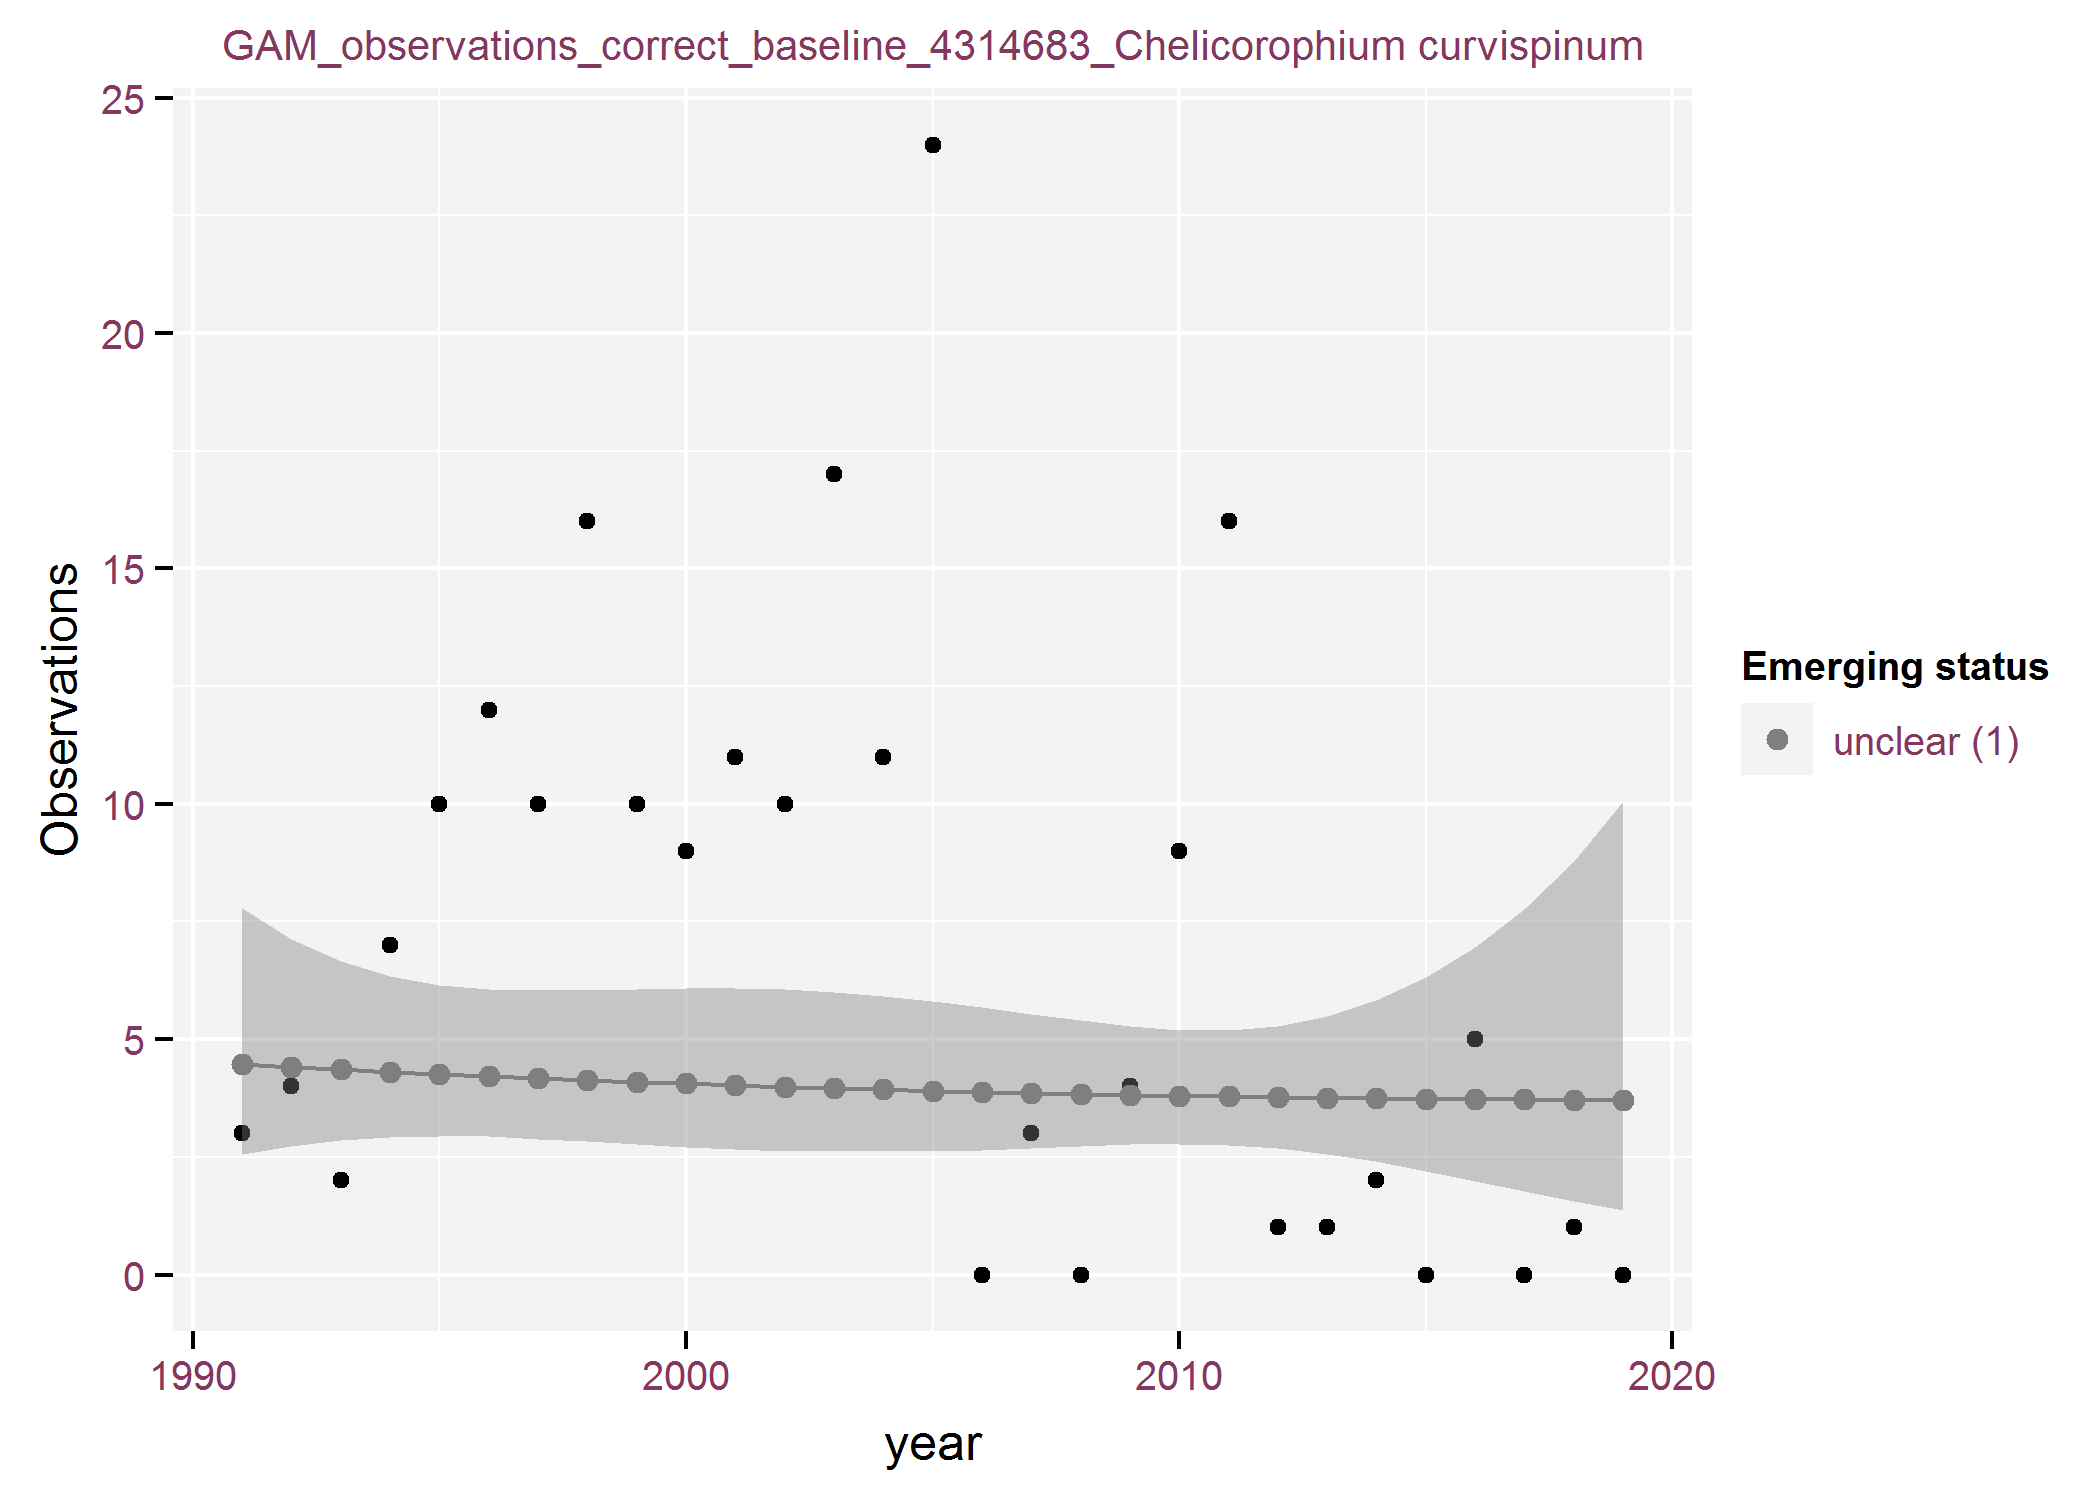 GAM_observations_correct_baseline_4314683_Chelicorophium curvispinum
25
20
15
10
5
0
Observations
1990
2000
2010
2020
year
Emerging status
unclear (1)